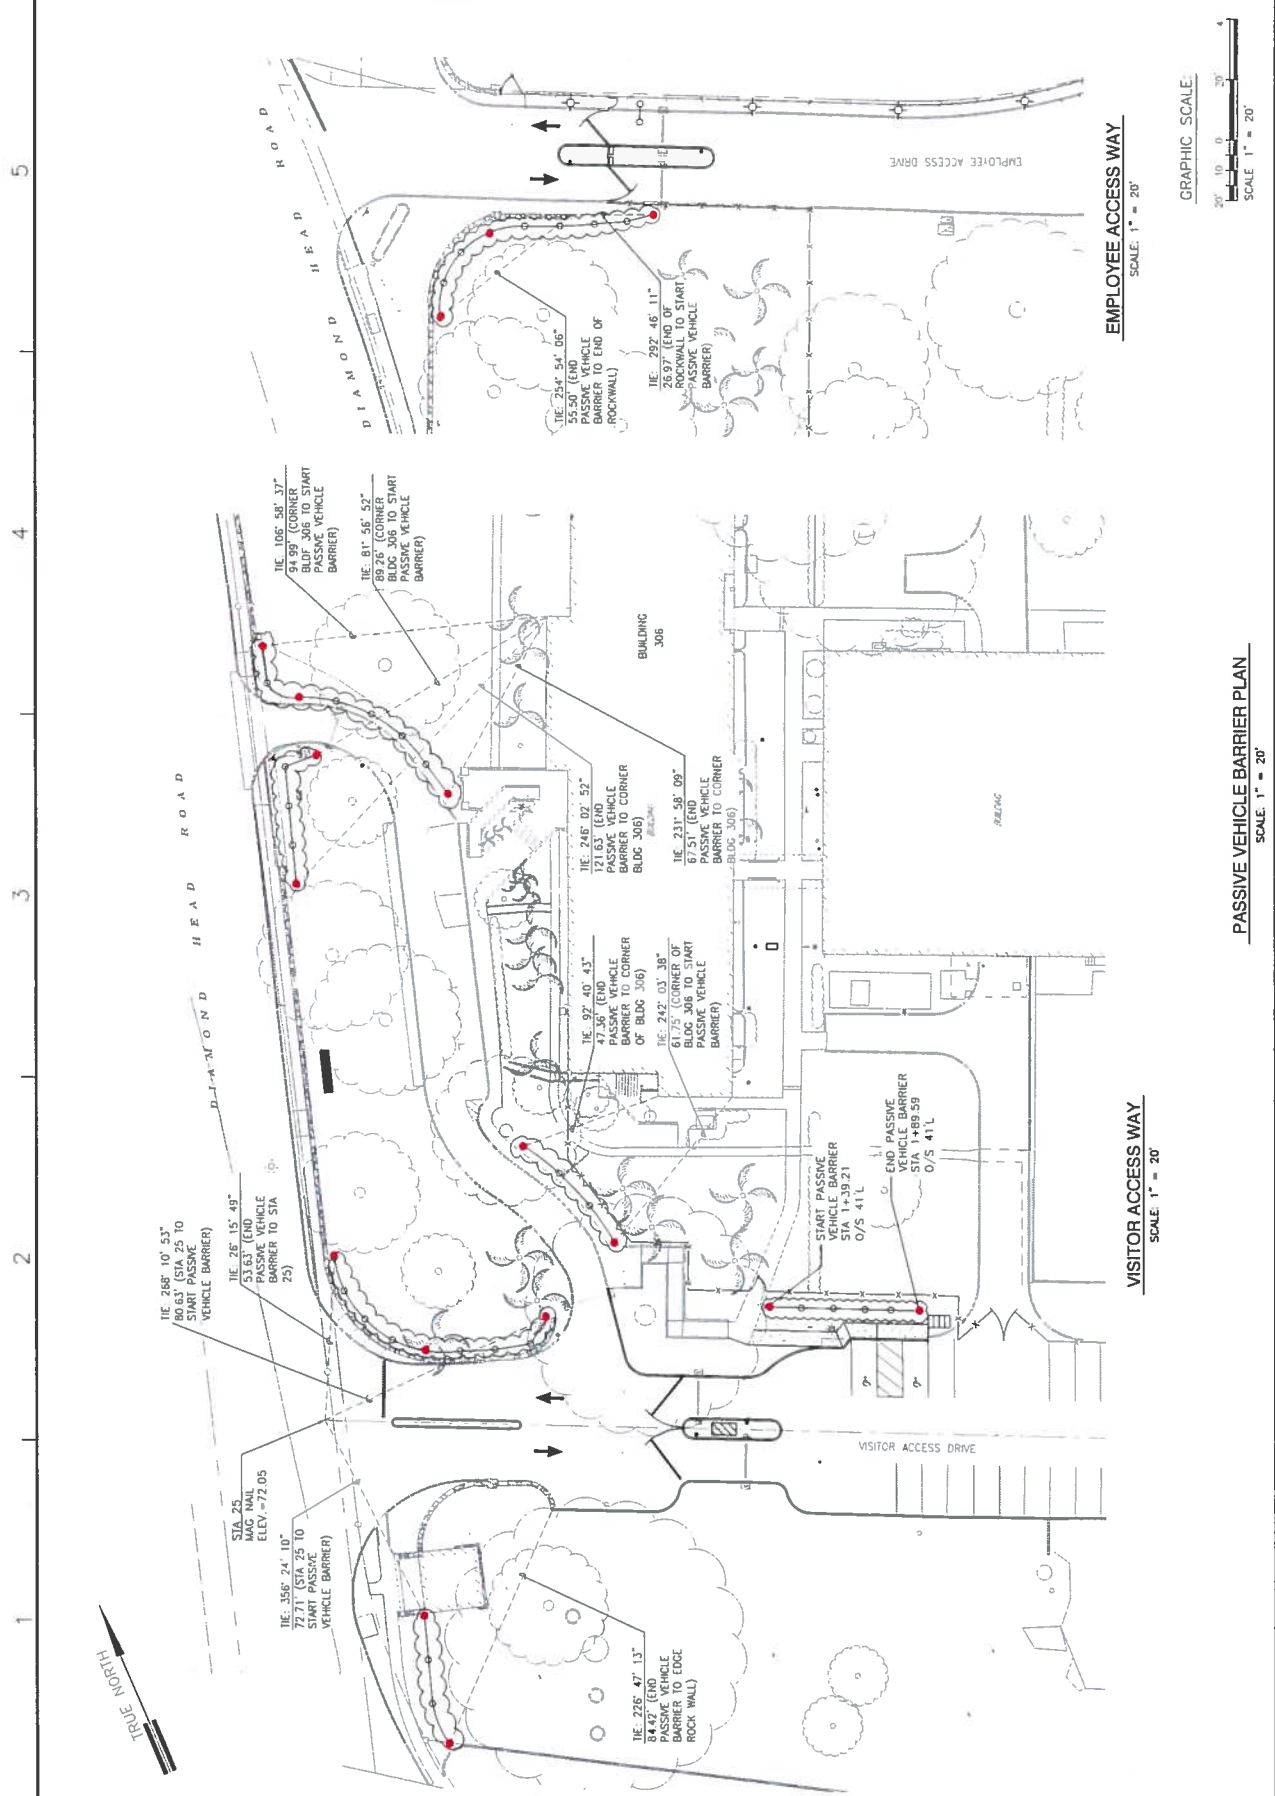 1
2
3
4
5
TRUE NORTH
DIAMOND HEAD ROAD
DIAMOND HEAD ROAD
TIE: 268° 10' 53"
80.63' (STA 25 TO
START PASSIVE
VEHICLE BARRIER)
TIE: 26° 15' 49"
53.63' (END
PASSIVE VEHICLE
BARRIER TO STA
25)
STA 25
MAG NAIL
ELEV.=72.05
TIE: 356° 24' 10"
72.71' (STA 25 TO
START PASSIVE
VEHICLE BARRIER)
TIE: 226° 47' 13"
84.42' (END
PASSIVE VEHICLE
BARRIER TO EDGE
ROCK WALL)
TIE: 92° 40' 43"
47.36' (END
PASSIVE VEHICLE
BARRIER TO CORNER
OF BLDG 306)
TIE: 242° 03' 38"
61.75' (CORNER OF
BLDG 306 TO START
PASSIVE VEHICLE
BARRIER)
START PASSIVE
VEHICLE BARRIER
STA 1+39.21
O/S 41'L
END PASSIVE
VEHICLE BARRIER
STA 1+89.59
O/S 41'L
VISITOR ACCESS DRIVE
VISITOR ACCESS WAY
SCALE: 1" = 20'
TIE: 246° 02' 52"
121.63' (END
PASSIVE VEHICLE
BARRIER TO CORNER
BLDG 306)
BUILDING
TIE: 231° 58' 09"
67.51' (END
PASSIVE VEHICLE
BARRIER TO CORNER
BLDG 306)
BUILDING
TIE: 106° 58' 37"
94.99' (CORNER
BLDF 306 TO START
PASSIVE VEHICLE
BARRIER)
TIE: 81° 56' 52"
89.26' (CORNER
BLDG 306 TO START
PASSIVE VEHICLE
BARRIER)
BUILDING
306
TIE: 254° 54' 06"
55.50' (END
PASSIVE VEHICLE
BARRIER TO END OF
ROCKWALL)
TIE: 292° 46' 11"
26.97' (END OF
ROCKWALL TO START
PASSIVE VEHICLE
BARRIER)
EMPLOYEE ACCESS DRIVE
EMPLOYEE ACCESS WAY
SCALE: 1" = 20'
GRAPHIC SCALE:
20' 10 0 20' 4
SCALE 1" = 20'
PASSIVE VEHICLE BARRIER PLAN
SCALE: 1" = 20'